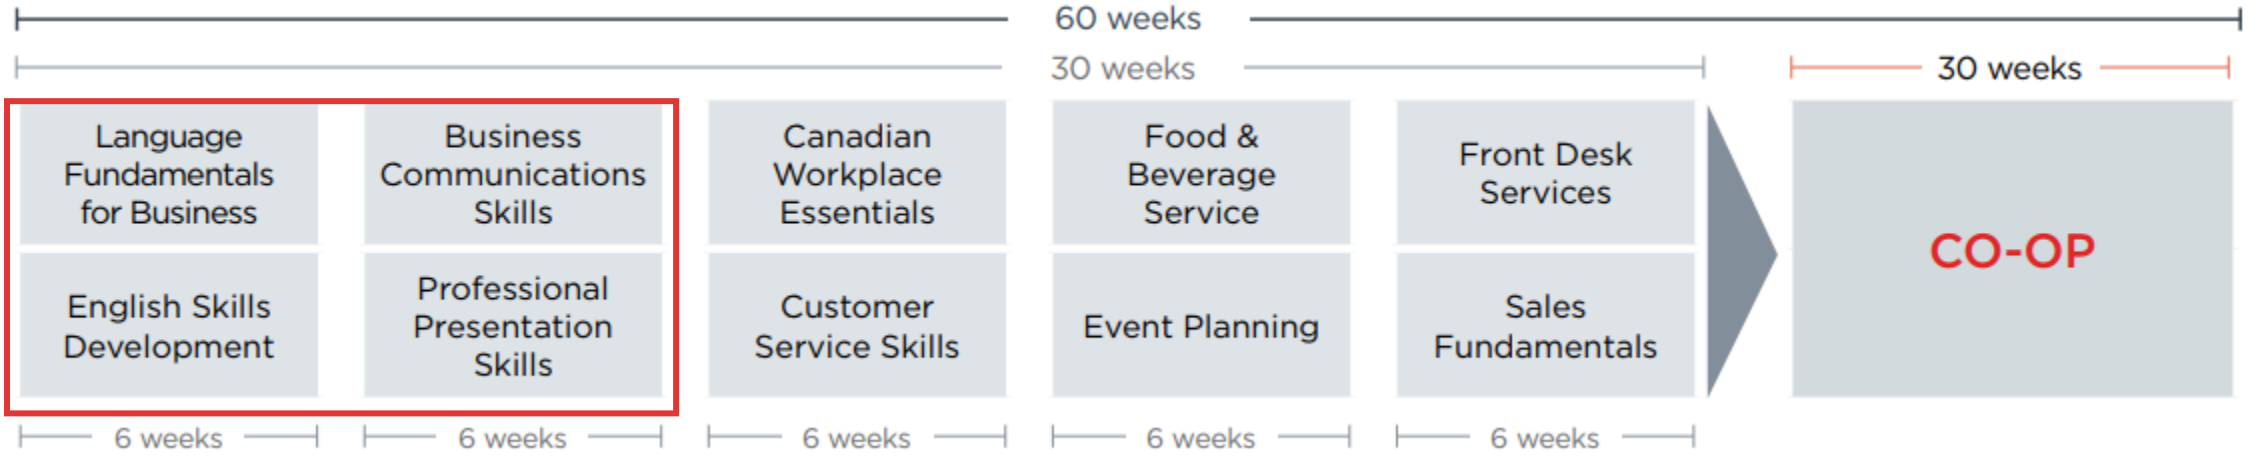 60 weeks
30 weeks
30 weeks
Language
Fundamentals
for Business
Business
Communications
Skills
Canadian
Workplace
Essentials
Food &
Beverage
Service
Front Desk
Services
English Skills
Development
Professional
Presentation
Skills
Customer
Service Skills
Event Planning
Sales
Fundamentals
CO-OP
6 weeks
6 weeks
6 weeks
6 weeks
6 weeks